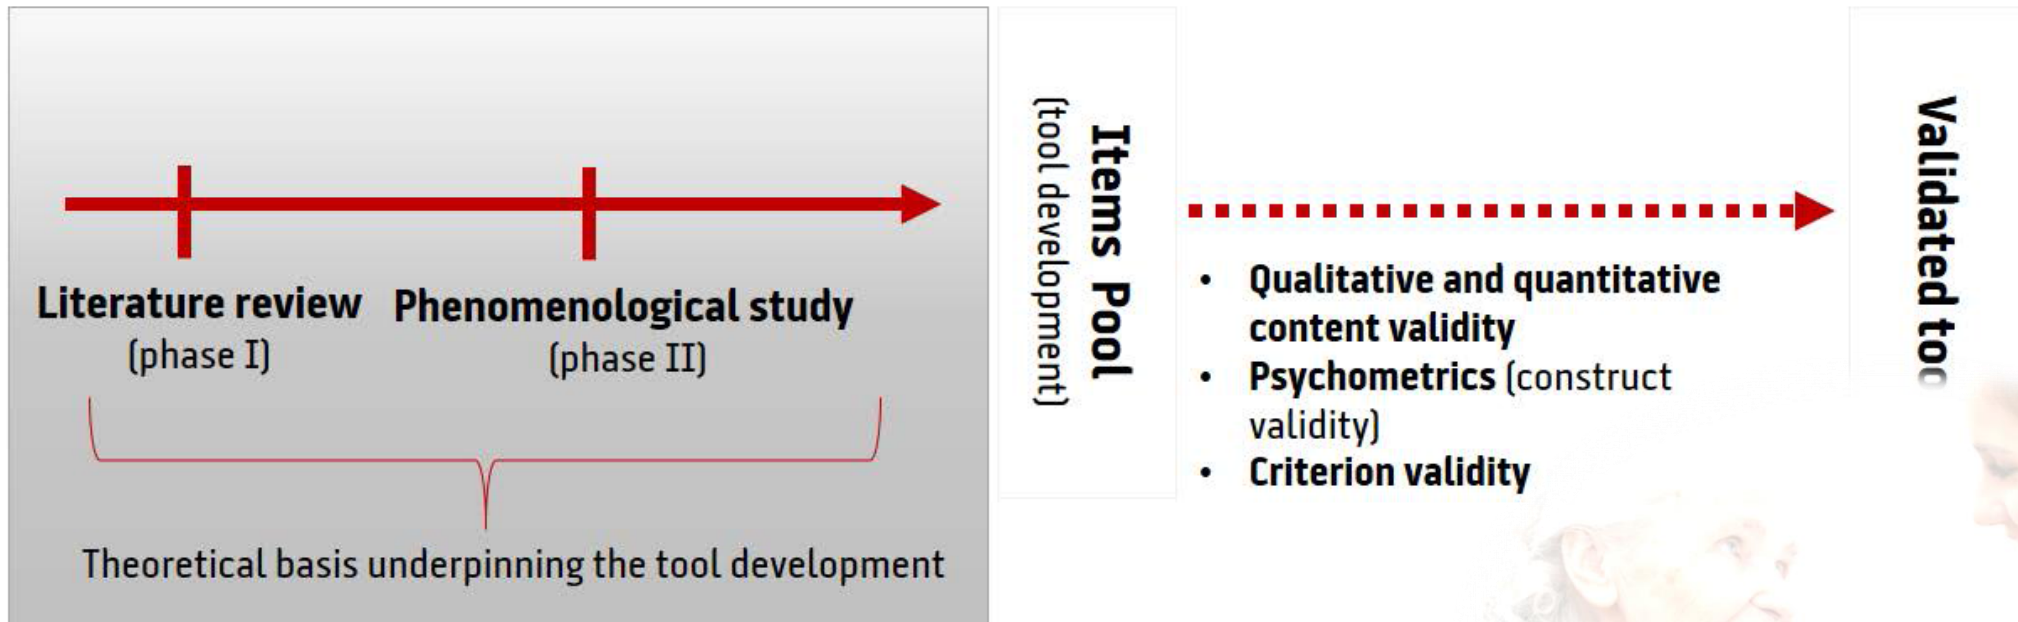 Literature review
(phase I)
Phenomenological study
(phase II)
Theoretical basis underpinning the tool development
Items Pool
(tool development)
• Qualitative and quantitative
content validity
• Psychometrics (construct
validity)
• Criterion validity
Validated too